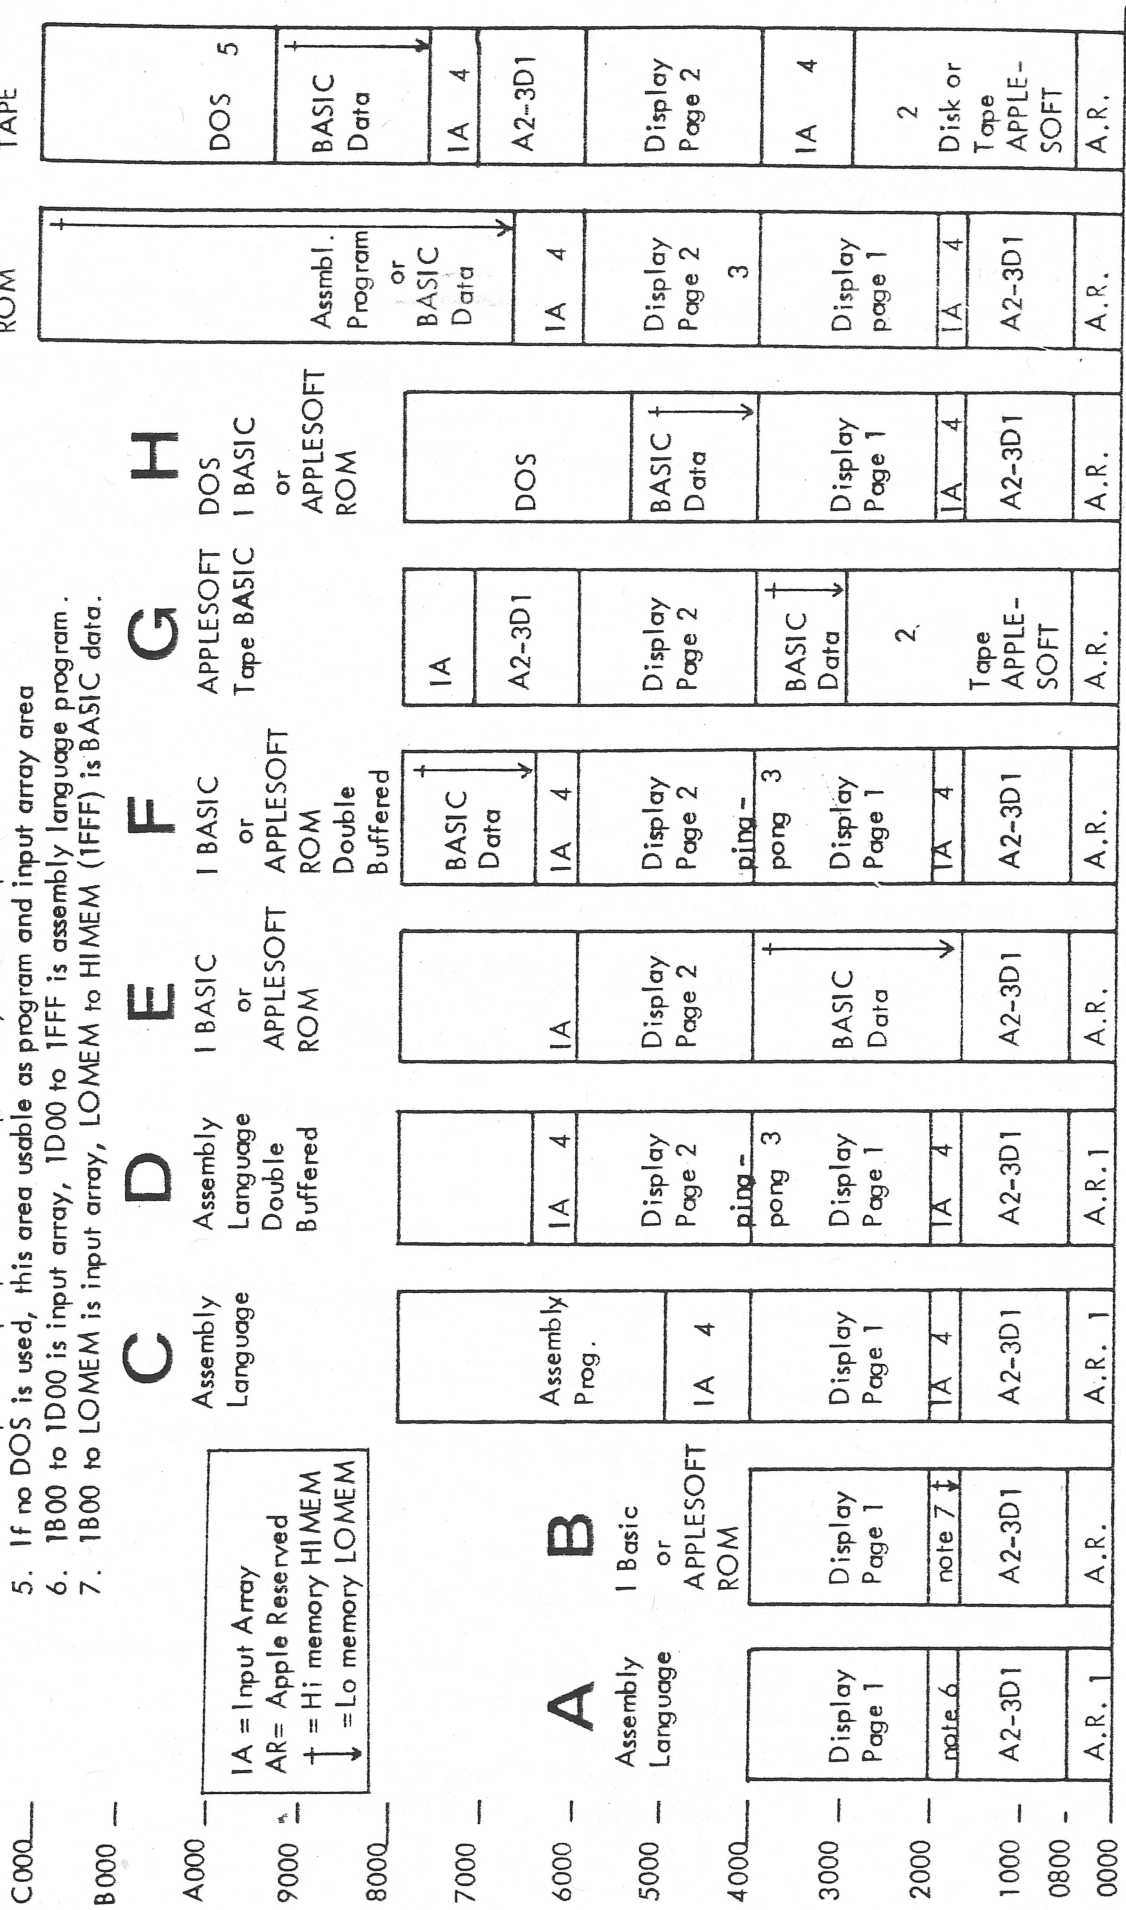 5. If no DOS is used, this area usable as program and input array area
6. 1B00 to 1D00 is input array, 1D00 to 1FFF is assembly language program.
7. 1B00 to LOMEM is input array, LOMEM to HIMEM (1FFF) is BASIC data.
IA = Input Array
AR= Apple Reserved
= Hi memory HIMEM
= Lo memory LOMEM
C000
B000
A000
9000
8000
7000
6000
5000
4000
3000
2000
1000
0800
0000
A
Assembly
Language
Display
Page 1
note 6
A2-3D1
A.R. 1
B
I Basic
or
APPLESOFT
ROM
Display
Page 1
note 7
A2-3D1
A.R.
C
Assembly
Language
Assembly
Prog.
IA 4
Display
Page 1
IA 4
A2-3D1
A.R. 1
D
Assembly
Language
Double
Buffered
IA 4
Display
Page 2
ping-
pong 3
Display
Page 1
IA 4
A2-3D1
A.R. 1
E
I BASIC
or
APPLESOFT
ROM
IA
Display
Page 2
BASIC
Data
A2-3D1
A.R.
F
I BASIC
or
APPLESOFT
ROM
Double
Buffered
BASIC
Data
IA 4
Display
Page 2
ping-
pong 3
Display
Page 1
IA 4
A2-3D1
A.R.
G
APPLESOFT
Tape BASIC
IA
A2-3D1
Display
Page 2
BASIC
Data
2
Tape
APPLE-
SOFT
A.R.
H
DOS
I BASIC
or
APPLESOFT
ROM
DOS
BASIC
Data
Display
Page 1
IA 4
A2-3D1
A.R.
ROM
Assmbl.
Program
or
BASIC
Data
IA 4
Display
Page 2
3
Display
page 1
IA 4
A2-3D1
A.R.
TAPE
DOS 5
BASIC
Data
IA 4
A2-3D1
Display
Page 2
IA 4
2
Disk or
Tape
APPLE-
SOFT
A.R.